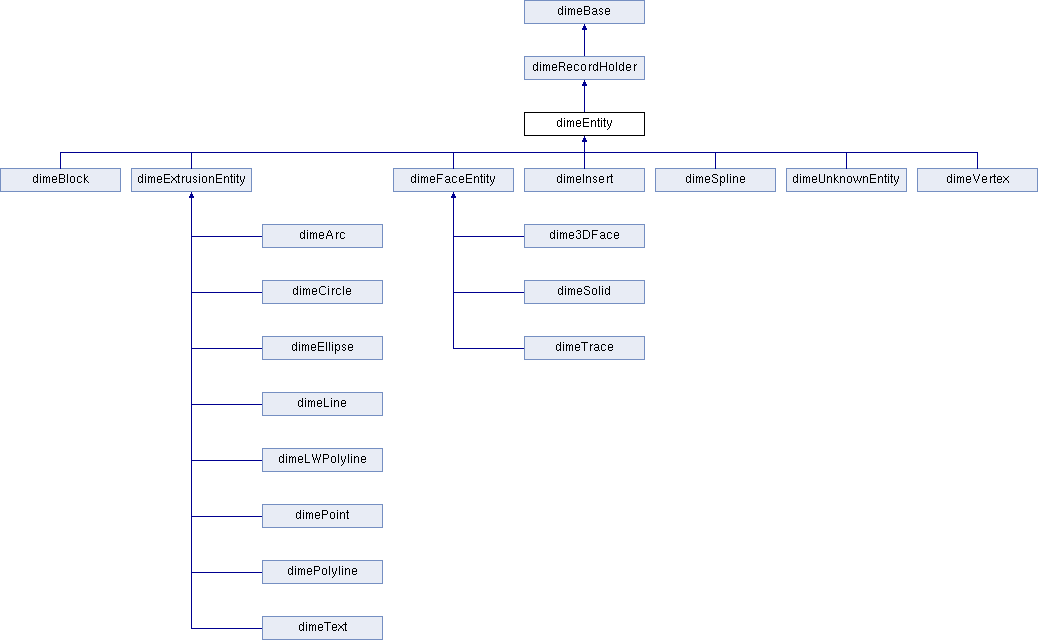 dimeBase
dimeRecordHolder
dimeEntity
dimeBlock
dimeExtrusionEntity
dimeFaceEntity
dimeInsert
dimeSpline
dimeUnknownEntity
dimeVertex
dimeArc
dime3DFace
dimeCircle
dimeSolid
dimeEllipse
dimeTrace
dimeLine
dimeLWPolyline
dimePoint
dimePolyline
dimeText